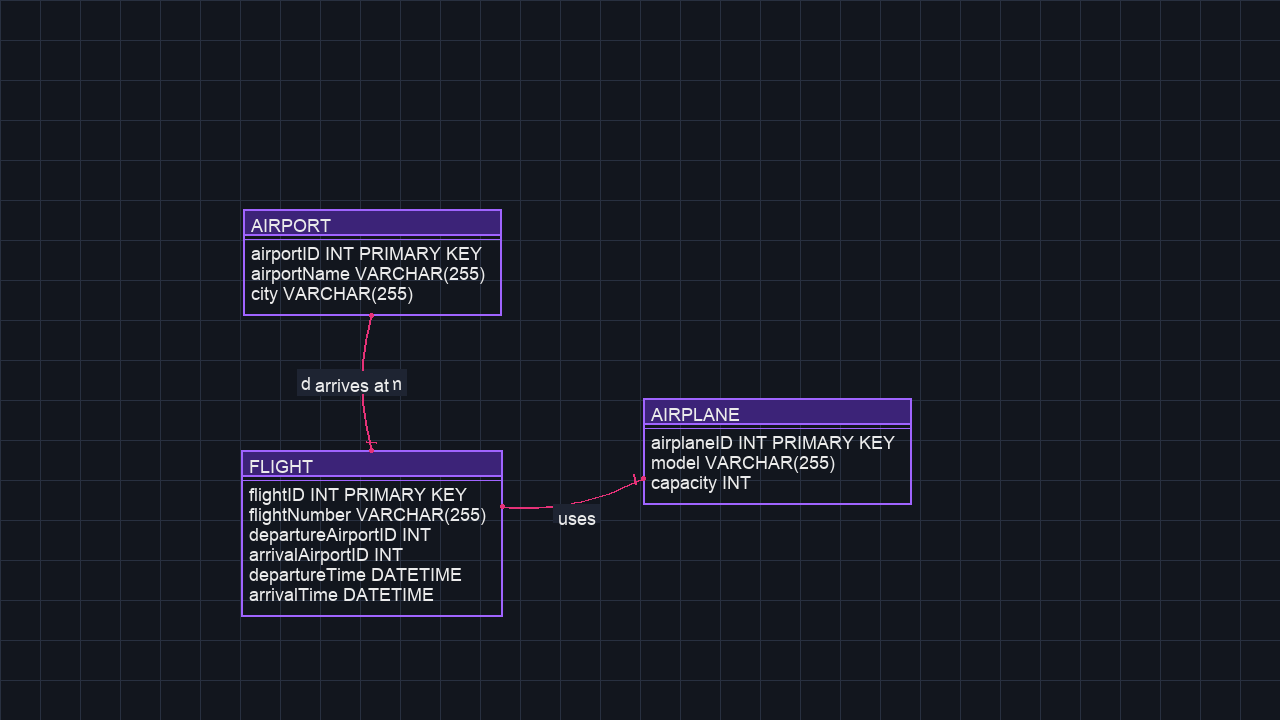 AIRPORT
airportID INT PRIMARY KEY
airportName VARCHAR(255)
city VARCHAR(255)
arrives at
FLIGHT
flightID INT PRIMARY KEY
flightNumber VARCHAR(255)
departureAirportID INT
arrivalAirportID INT
departureTime DATETIME
arrivalTime DATETIME
uses
AIRPLANE
airplaneID INT PRIMARY KEY
model VARCHAR(255)
capacity INT